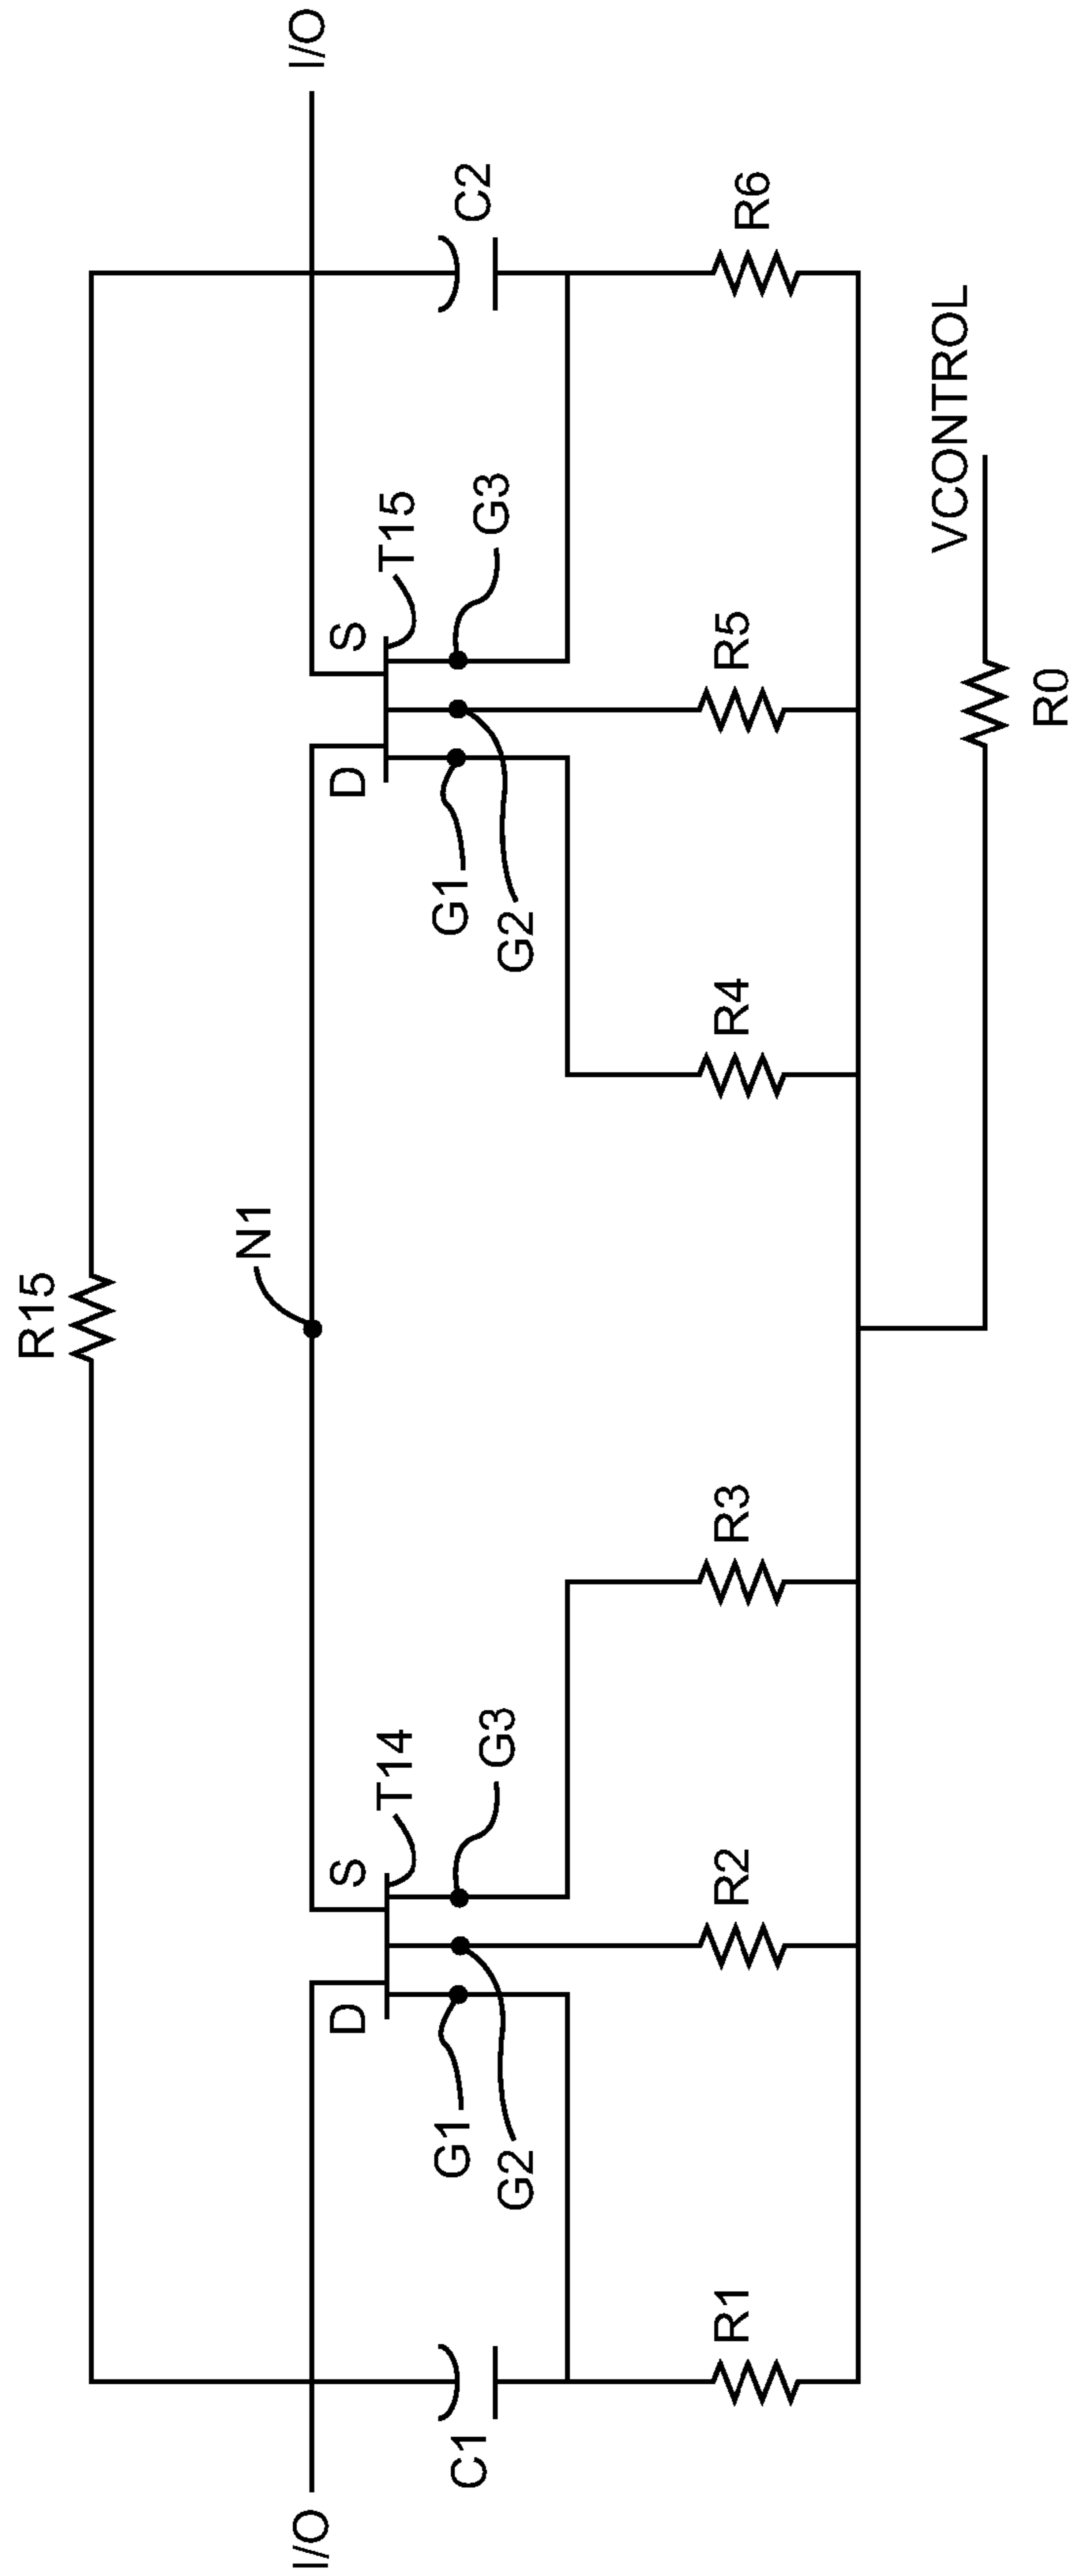 R15
N1
I/O
I/O
D
S
T14
D
S
T15
C1
G1
G2
G3
G1
G2
G3
C2
R1
R2
R3
R4
R5
R6
VCONTROL
R0